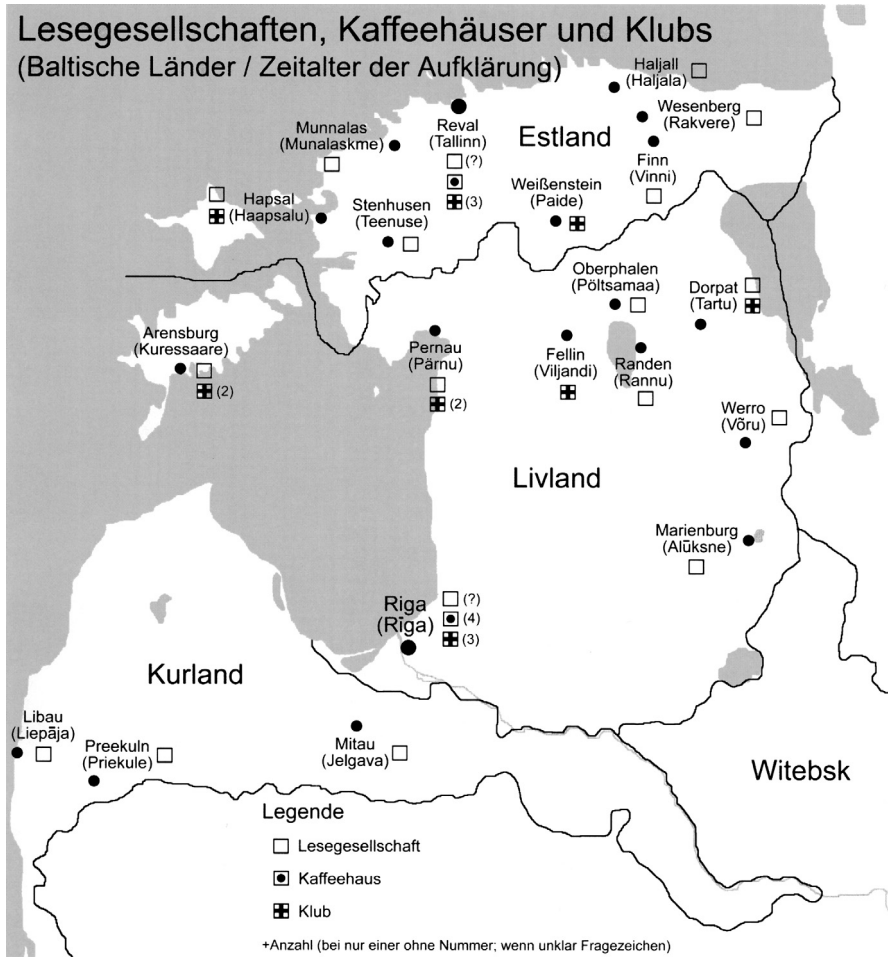 Lesegesellschaften, Kaffeehäuser und Klubs
(Baltische Länder / Zeitalter der Aufklärung)
Haljall
(Haljala)
Wesenberg
(Rakvere)
Munnalas
(Munalaskme)
Reval
(Tallinn)
(?)
(3)
Estland
Finn
(Vinni)
Hapsal
(Haapsalu)
Stenhusen
(Teenuse)
Weißenstein
(Paide)
Oberphalen
(Pöltsamaa)
Dorpat
(Tartu)
Arensburg
(Kuressaare)
(2)
Pernau
(Pärnu)
(2)
Fellin
(Viljandi)
Randen
(Rannu)
Werro
(Võru)
Livland
Marienburg
(Alūksne)
Riga
(Rīga)
(?)
(4)
(3)
Kurland
Libau
(Liepāja)
Preekuln
(Priekule)
Mitau
(Jelgava)
Witebsk
Legende
Lesegesellschaft
Kaffeehaus
Klub
+Anzahl (bei nur einer ohne Nummer; wenn unklar Fragezeichen)